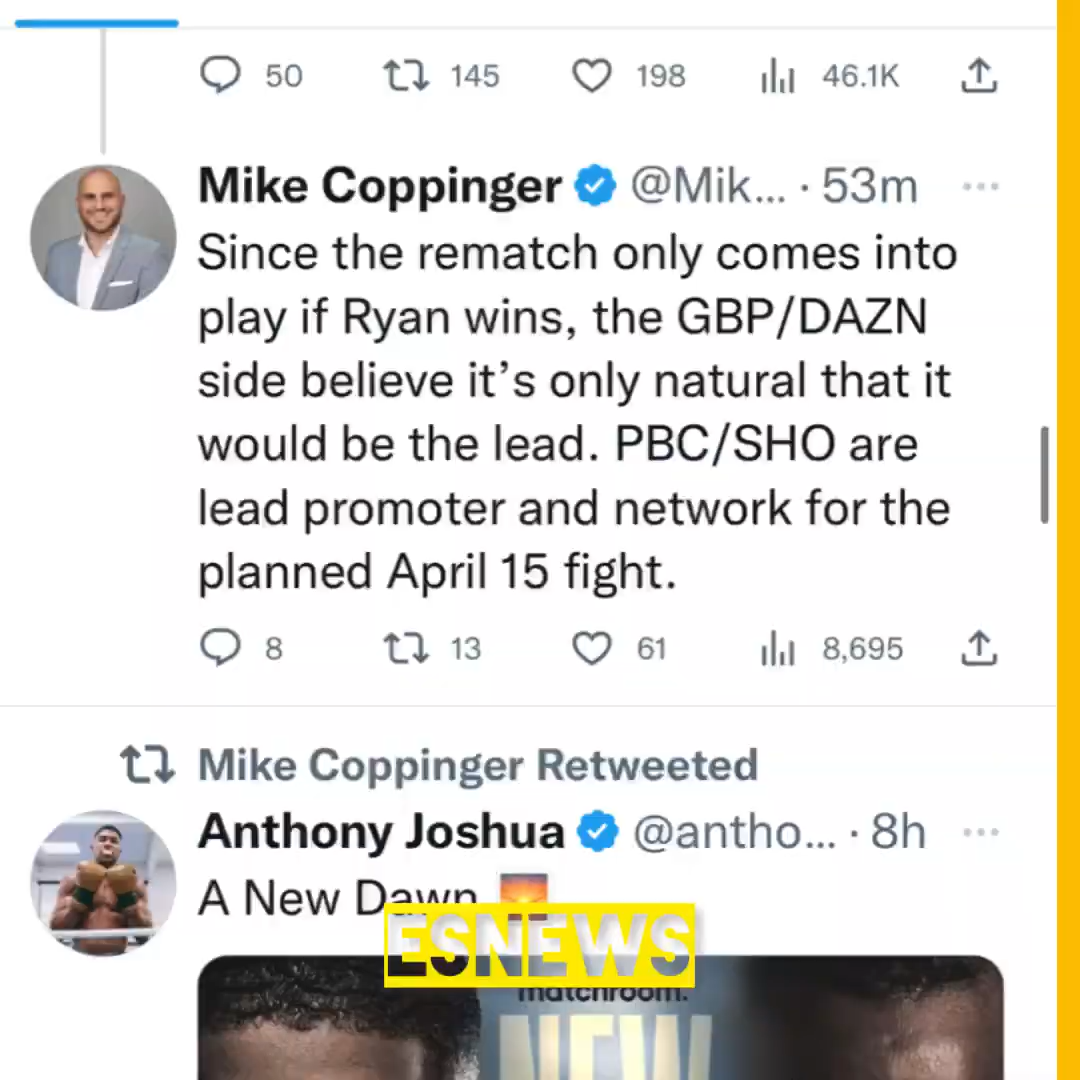 50 145 198 46.1K
Mike Coppinger @Mik... · 53m
Since the rematch only comes into
play if Ryan wins, the GBP/DAZN
side believe it’s only natural that it
would be the lead. PBC/SHO are
lead promoter and network for the
planned April 15 fight.
8 13 61 8,695
Mike Coppinger Retweeted
Anthony Joshua @antho... · 8h
A New Dawn
ESNEWS
matchroom.
NEW